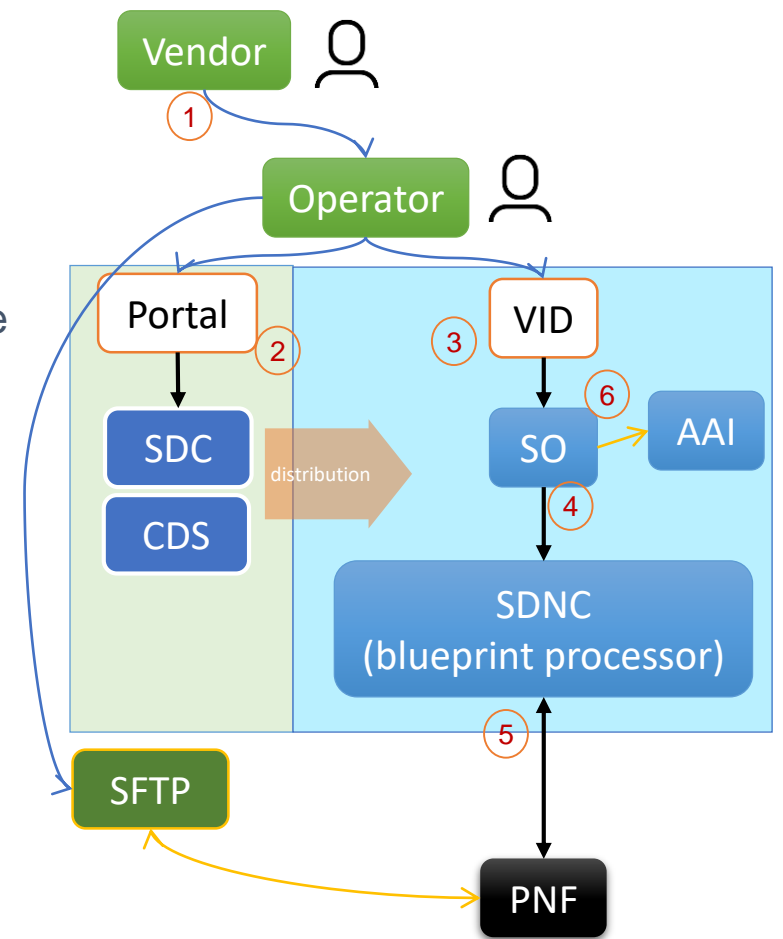 Vendor
1
Operator
e
Portal
2
3
VID
6
SDC
distribution
SO
AAI
4
CDS
SDNC
(blueprint processor)
5
SFTP
PNF